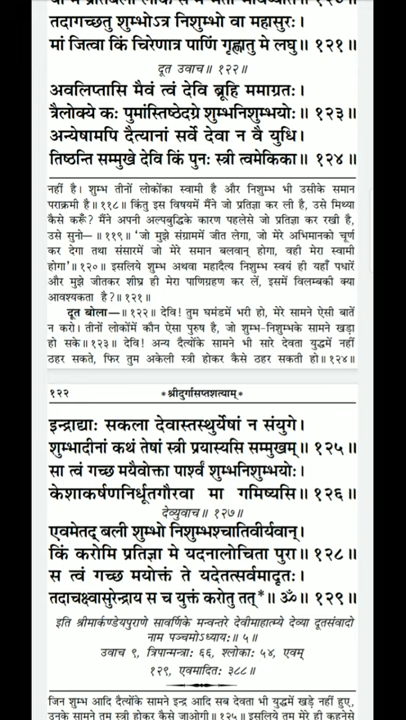 तदागच्छतु शुम्भोऽत्र निशुम्भो वा महासुरः।
मां जित्वा किं चिरेणात्र पाणिं गृह्णातु मे लघु॥ १२१॥
दूत उवाच॥ १२२॥
अवलिप्तासि मैवं त्वं देवि ब्रूहि ममाग्रतः।
त्रैलोक्ये कः पुमांस्तिष्ठेदग्रे शुम्भनिशुम्भयोः॥ १२३॥
अन्येषामपि दैत्यानां सर्वे देवा न वै युधि।
तिष्ठन्ति सम्मुखे देवि किं पुनः स्त्री त्वमेकिका॥ १२४॥
नहीं है। शुम्भ तीनों लोकोंका स्वामी है और निशुम्भ भी उसीके समान
पराक्रमी है॥ ११८॥ किंतु इस विषयमें मैंने जो प्रतिज्ञा कर ली है, उसे मिथ्या
कैसे करूँ? मैंने अपनी अल्पबुद्धिके कारण पहलेसे जो प्रतिज्ञा कर रखी है,
उसे सुनो—॥ ११९॥ 'जो मुझे संग्राममें जीत लेगा, जो मेरे अभिमानको चूर्ण
कर देगा तथा संसारमें जो मेरे समान बलवान् होगा, वही मेरा स्वामी
होगा'॥ १२०॥ इसलिये शुम्भ अथवा महादैत्य निशुम्भ स्वयं ही यहाँ पधारें
और मुझे जीतकर शीघ्र ही मेरा पाणिग्रहण कर लें, इसमें विलम्बकी क्या
आवश्यकता है?॥ १२१॥
दूत बोला—॥ १२२॥ देवि! तुम घमंडमें भरी हो, मेरे सामने ऐसी बातें
न करो। तीनों लोकोंमें कौन ऐसा पुरुष है, जो शुम्भ-निशुम्भके सामने खड़ा
हो सके॥ १२३॥ देवि! अन्य दैत्योंके सामने भी सारे देवता युद्धमें नहीं
ठहर सकते, फिर तुम अकेली स्त्री होकर कैसे ठहर सकती हो॥ १२४॥
१२२ *श्रीदुर्गासप्तशत्याम्*
इन्द्राद्याः सकला देवास्तस्थुर्येषां न संयुगे।
शुम्भादीनां कथं तेषां स्त्री प्रयास्यसि सम्मुखम्॥ १२५॥
सा त्वं गच्छ मयैवोक्ता पार्श्वं शुम्भनिशुम्भयोः।
केशाकर्षणनिर्धूतगौरवा मा गमिष्यसि॥ १२६॥
देव्युवाच॥ १२७॥
एवमेतद् बली शुम्भो निशुम्भश्चातिवीर्यवान्।
किं करोमि प्रतिज्ञा मे यदनालोचिता पुरा॥ १२८॥
स त्वं गच्छ मयोक्तं ते यदेतत्सर्वमादृतः।
तदाचक्ष्वासुरेन्द्राय स च युक्तं करोतु तत्*॥ ॐ॥ १२९॥
इति श्रीमार्कण्डेयपुराणे सावर्णिके मन्वन्तरे देवीमाहात्म्ये देव्या दूतसंवादो
नाम पञ्चमोऽध्यायः॥ ५॥
उवाच ९, त्रिपान्मन्त्राः ६६, श्लोकाः ५४, एवम्
१२९, एवमादितः ३८८॥
जिन शुम्भ आदि दैत्योंके सामने इन्द्र आदि सब देवता भी युद्धमें खड़े नहीं हुए,
उनके सामने तुम स्त्री होकर कैसे जाओगी॥ १२५॥ इसलिये तुम मेरे ही कहनेसे